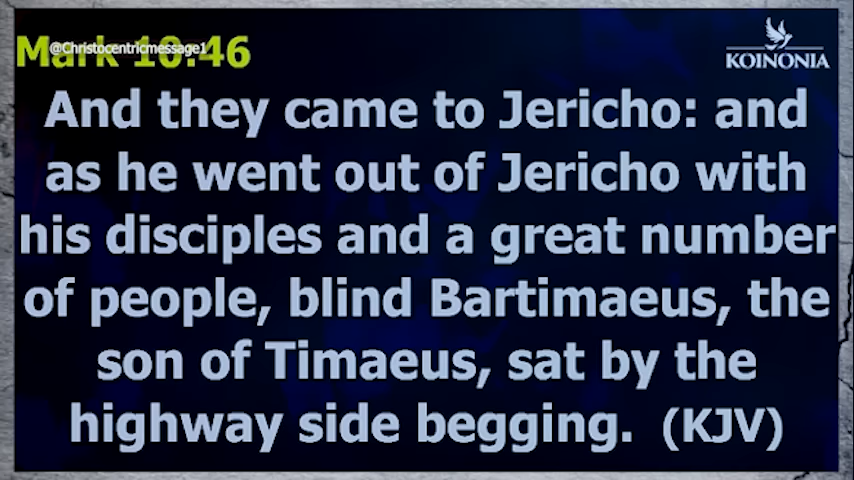 Mark 10:46
@Christocentricmessage1
KOINONIA
And they came to Jericho: and
as he went out of Jericho with
his disciples and a great number
of people, blind Bartimaeus, the
son of Timaeus, sat by the
highway side begging. (KJV)